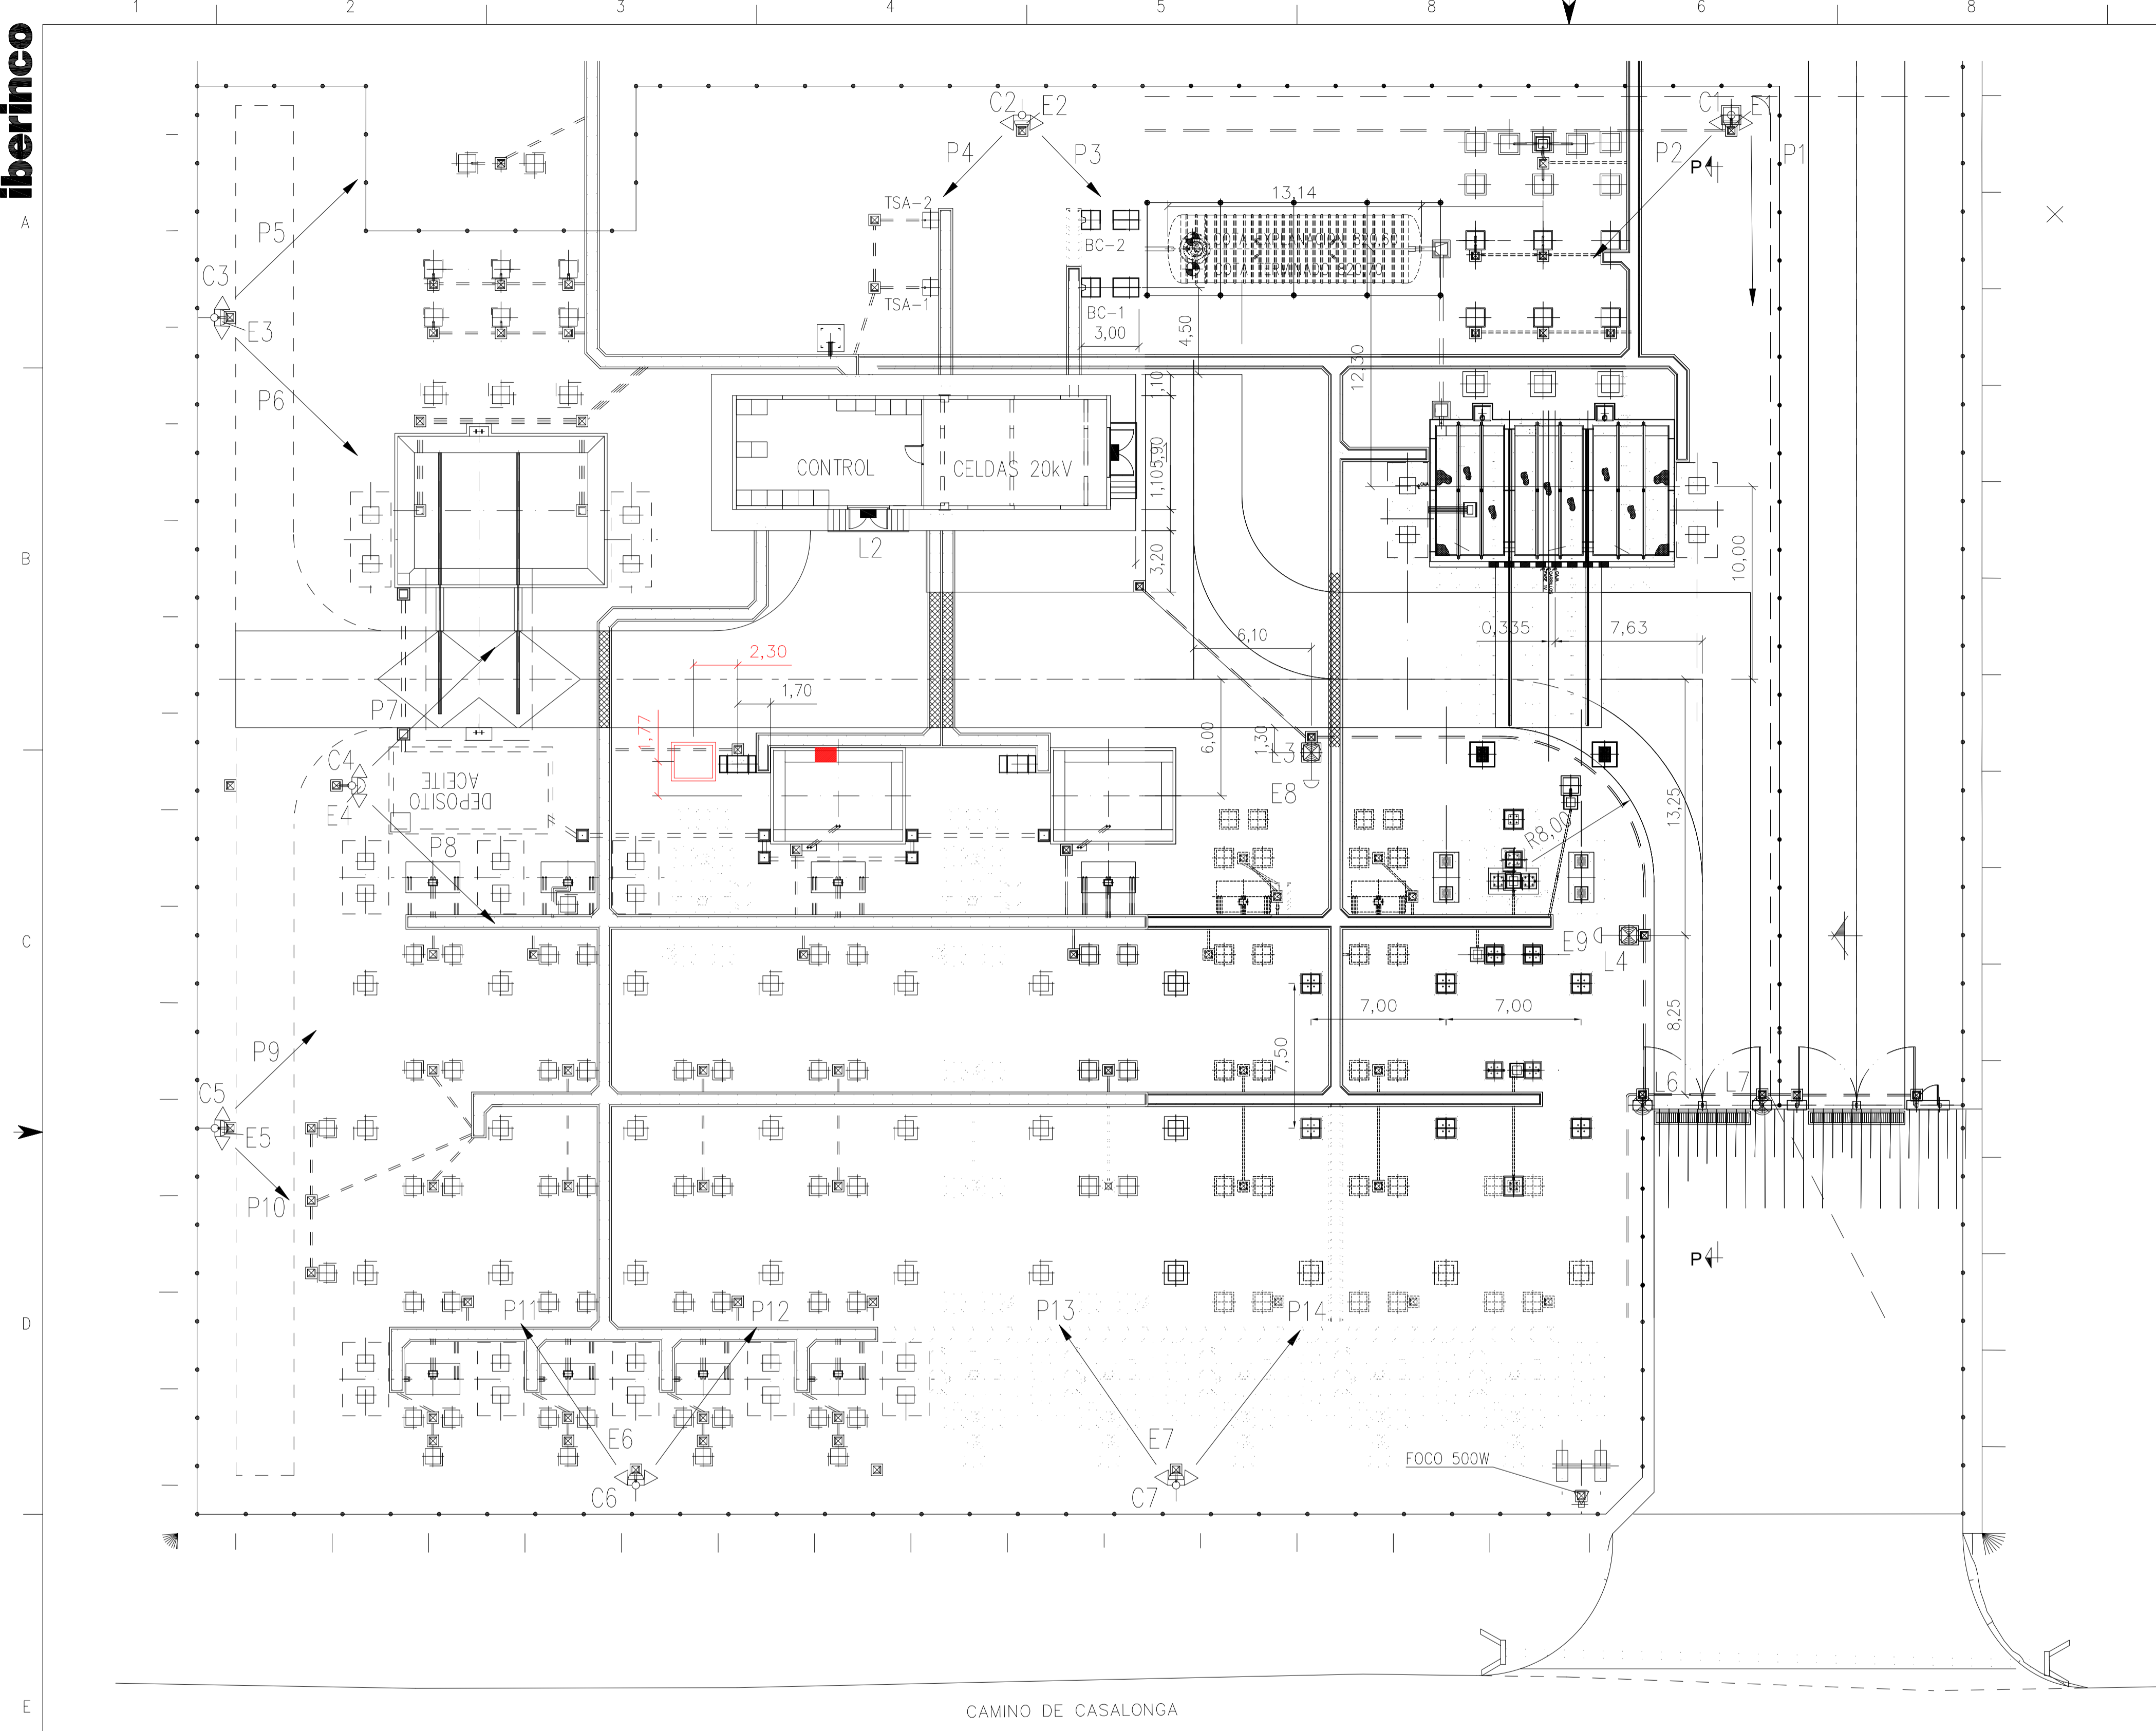 1 2 3 4 5 8 6 8
iberinco
A
B
C
D
E
C2 E2
C1 E1
P4 P3
P2 P1
P
P5
C3
E3
P6
TSA-2
TSA-1
BC-2
BC-1
3,00
13,14
4,50
12,30
1,10
5,90
1,10
3,20
CONTROL
CELDAS 20kV
L2
10,00
0,335
7,63
6,10
2,30
1,70
1,77
6,00
1,30
L3
E8
P7
C4
E4
DEPOSITO
ACEITE
P8
R8,00
13,25
E9
L4
8,25
7,00 7,00
7,50
P9
C5
E5
P10
L6 L7
P
P11 P12 P13 P14
E6 E7
C6 C7
FOCO 500W
CAMINO DE CASALONGA